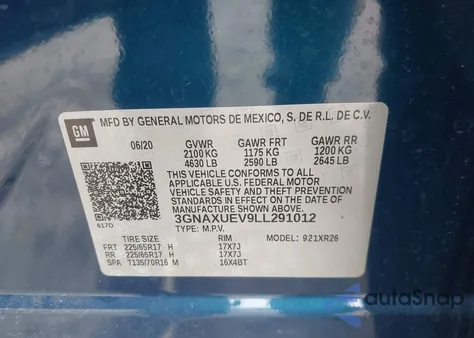 GM
MFD BY GENERAL MOTORS DE MEXICO, S, DE R.L. DE C.V.
06/20 GVWR GAWR FRT GAWR RR
2100 KG 1175 KG 1200 KG
4630 LB 2590 LB 2645 LB
THIS VEHICLE CONFORMS TO ALL
APPLICABLE U.S. FEDERAL MOTOR
VEHICLE SAFETY AND THEFT PREVENTION
STANDARDS IN EFFECT ON THE DATE
OF MANUFACTURE SHOWN ABOVE.
3GNAXUEV9LL291012
617D TYPE: M.P.V. MODEL: 921XR26
TIRE SIZE SPEED RTG RIM
FRT 225/65R17 H 17X7J
RR 225/65R17 H 17X7J
SPA T135/70R16 M 16X4BT
autoSnap